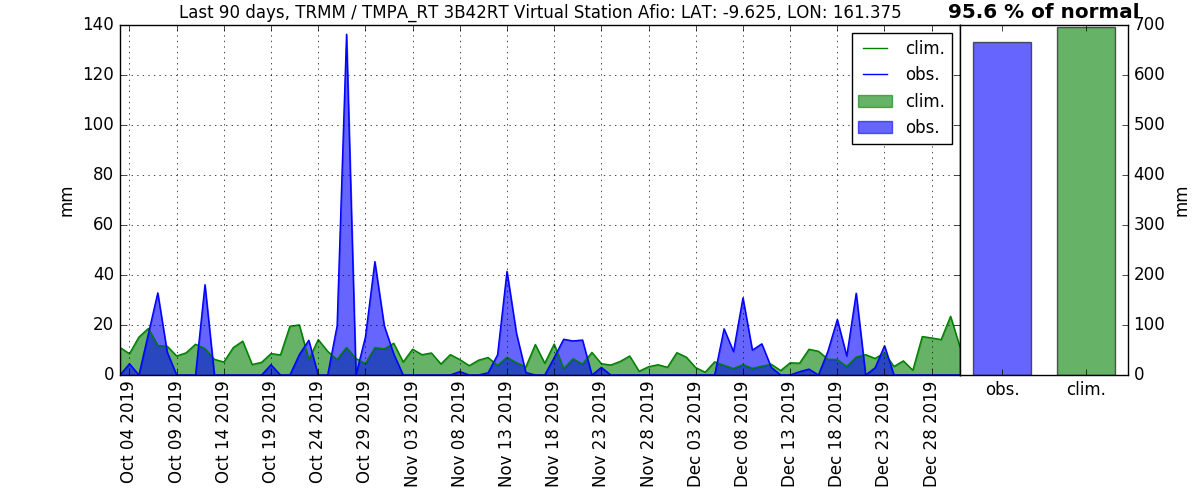 Last 90 days, TRMM / TMPA_RT 3B42RT Virtual Station Afio: LAT: -9.625, LON: 161.375
95.6 % of normal
140
120
100
80
60
40
20
0
mm
clim.
obs.
clim.
obs.
700
600
500
400
300
200
100
0
mm
obs.
clim.
Oct 04 2019
Oct 09 2019
Oct 14 2019
Oct 19 2019
Oct 24 2019
Oct 29 2019
Nov 03 2019
Nov 08 2019
Nov 13 2019
Nov 18 2019
Nov 23 2019
Nov 28 2019
Dec 03 2019
Dec 08 2019
Dec 13 2019
Dec 18 2019
Dec 23 2019
Dec 28 2019